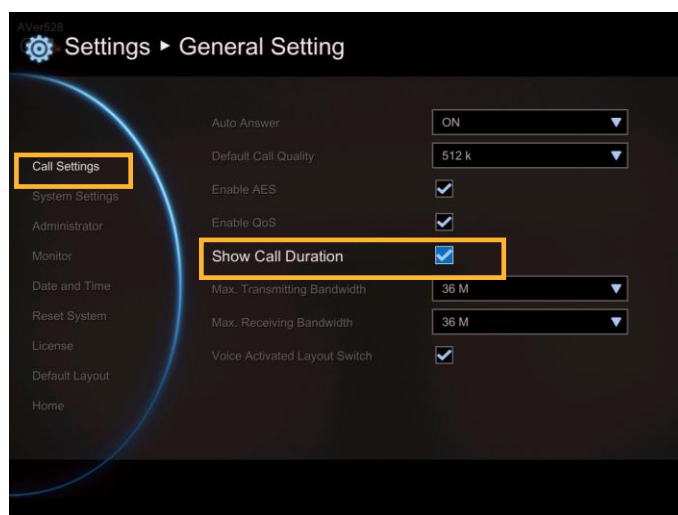 AVer528
Settings ► General Setting
Auto Answer ON
Default Call Quality 512 k
Call Settings
Enable AES
System Settings
Enable QoS
Administrator
Show Call Duration
Monitor
Max. Transmitting Bandwidth 36 M
Date and Time
Max. Receiving Bandwidth 36 M
Reset System
License
Voice Activated Layout Switch
Default Layout
Home